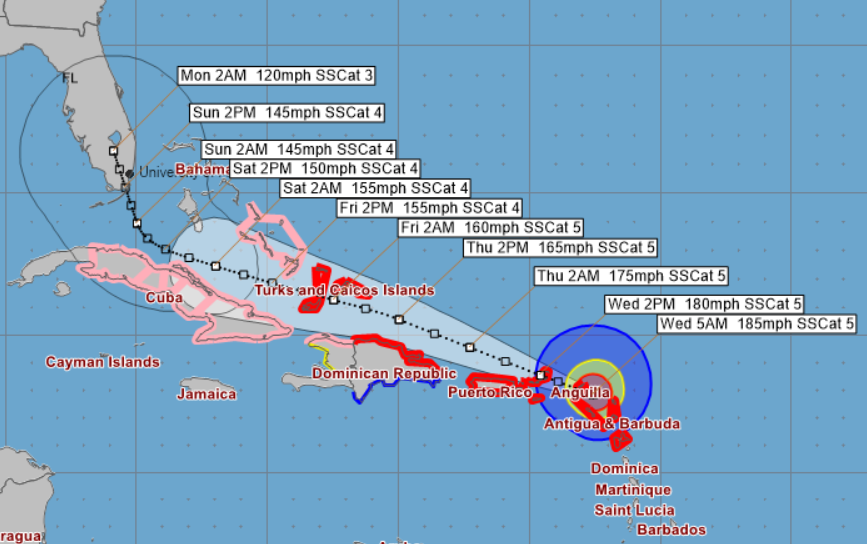 FL
Mon 2AM 120mph SSCat 3
Sun 2PM 145mph SSCat 4
Sun 2AM 145mph SSCat 4
Sat 2PM 150mph SSCat 4
University
Bahama
Sat 2AM 155mph SSCat 4
Fri 2PM 155mph SSCat 4
Fri 2AM 160mph SSCat 5
Thu 2PM 165mph SSCat 5
Thu 2AM 175mph SSCat 5
Turks and Caicos Islands
Cuba
Wed 2PM 180mph SSCat 5
Wed 5AM 185mph SSCat 5
Cayman Islands
Dominican Republic
Jamaica
Puerto Rico
Anguilla
Antigua & Barbuda
Dominica
Martinique
Saint Lucia
Barbados
ragua